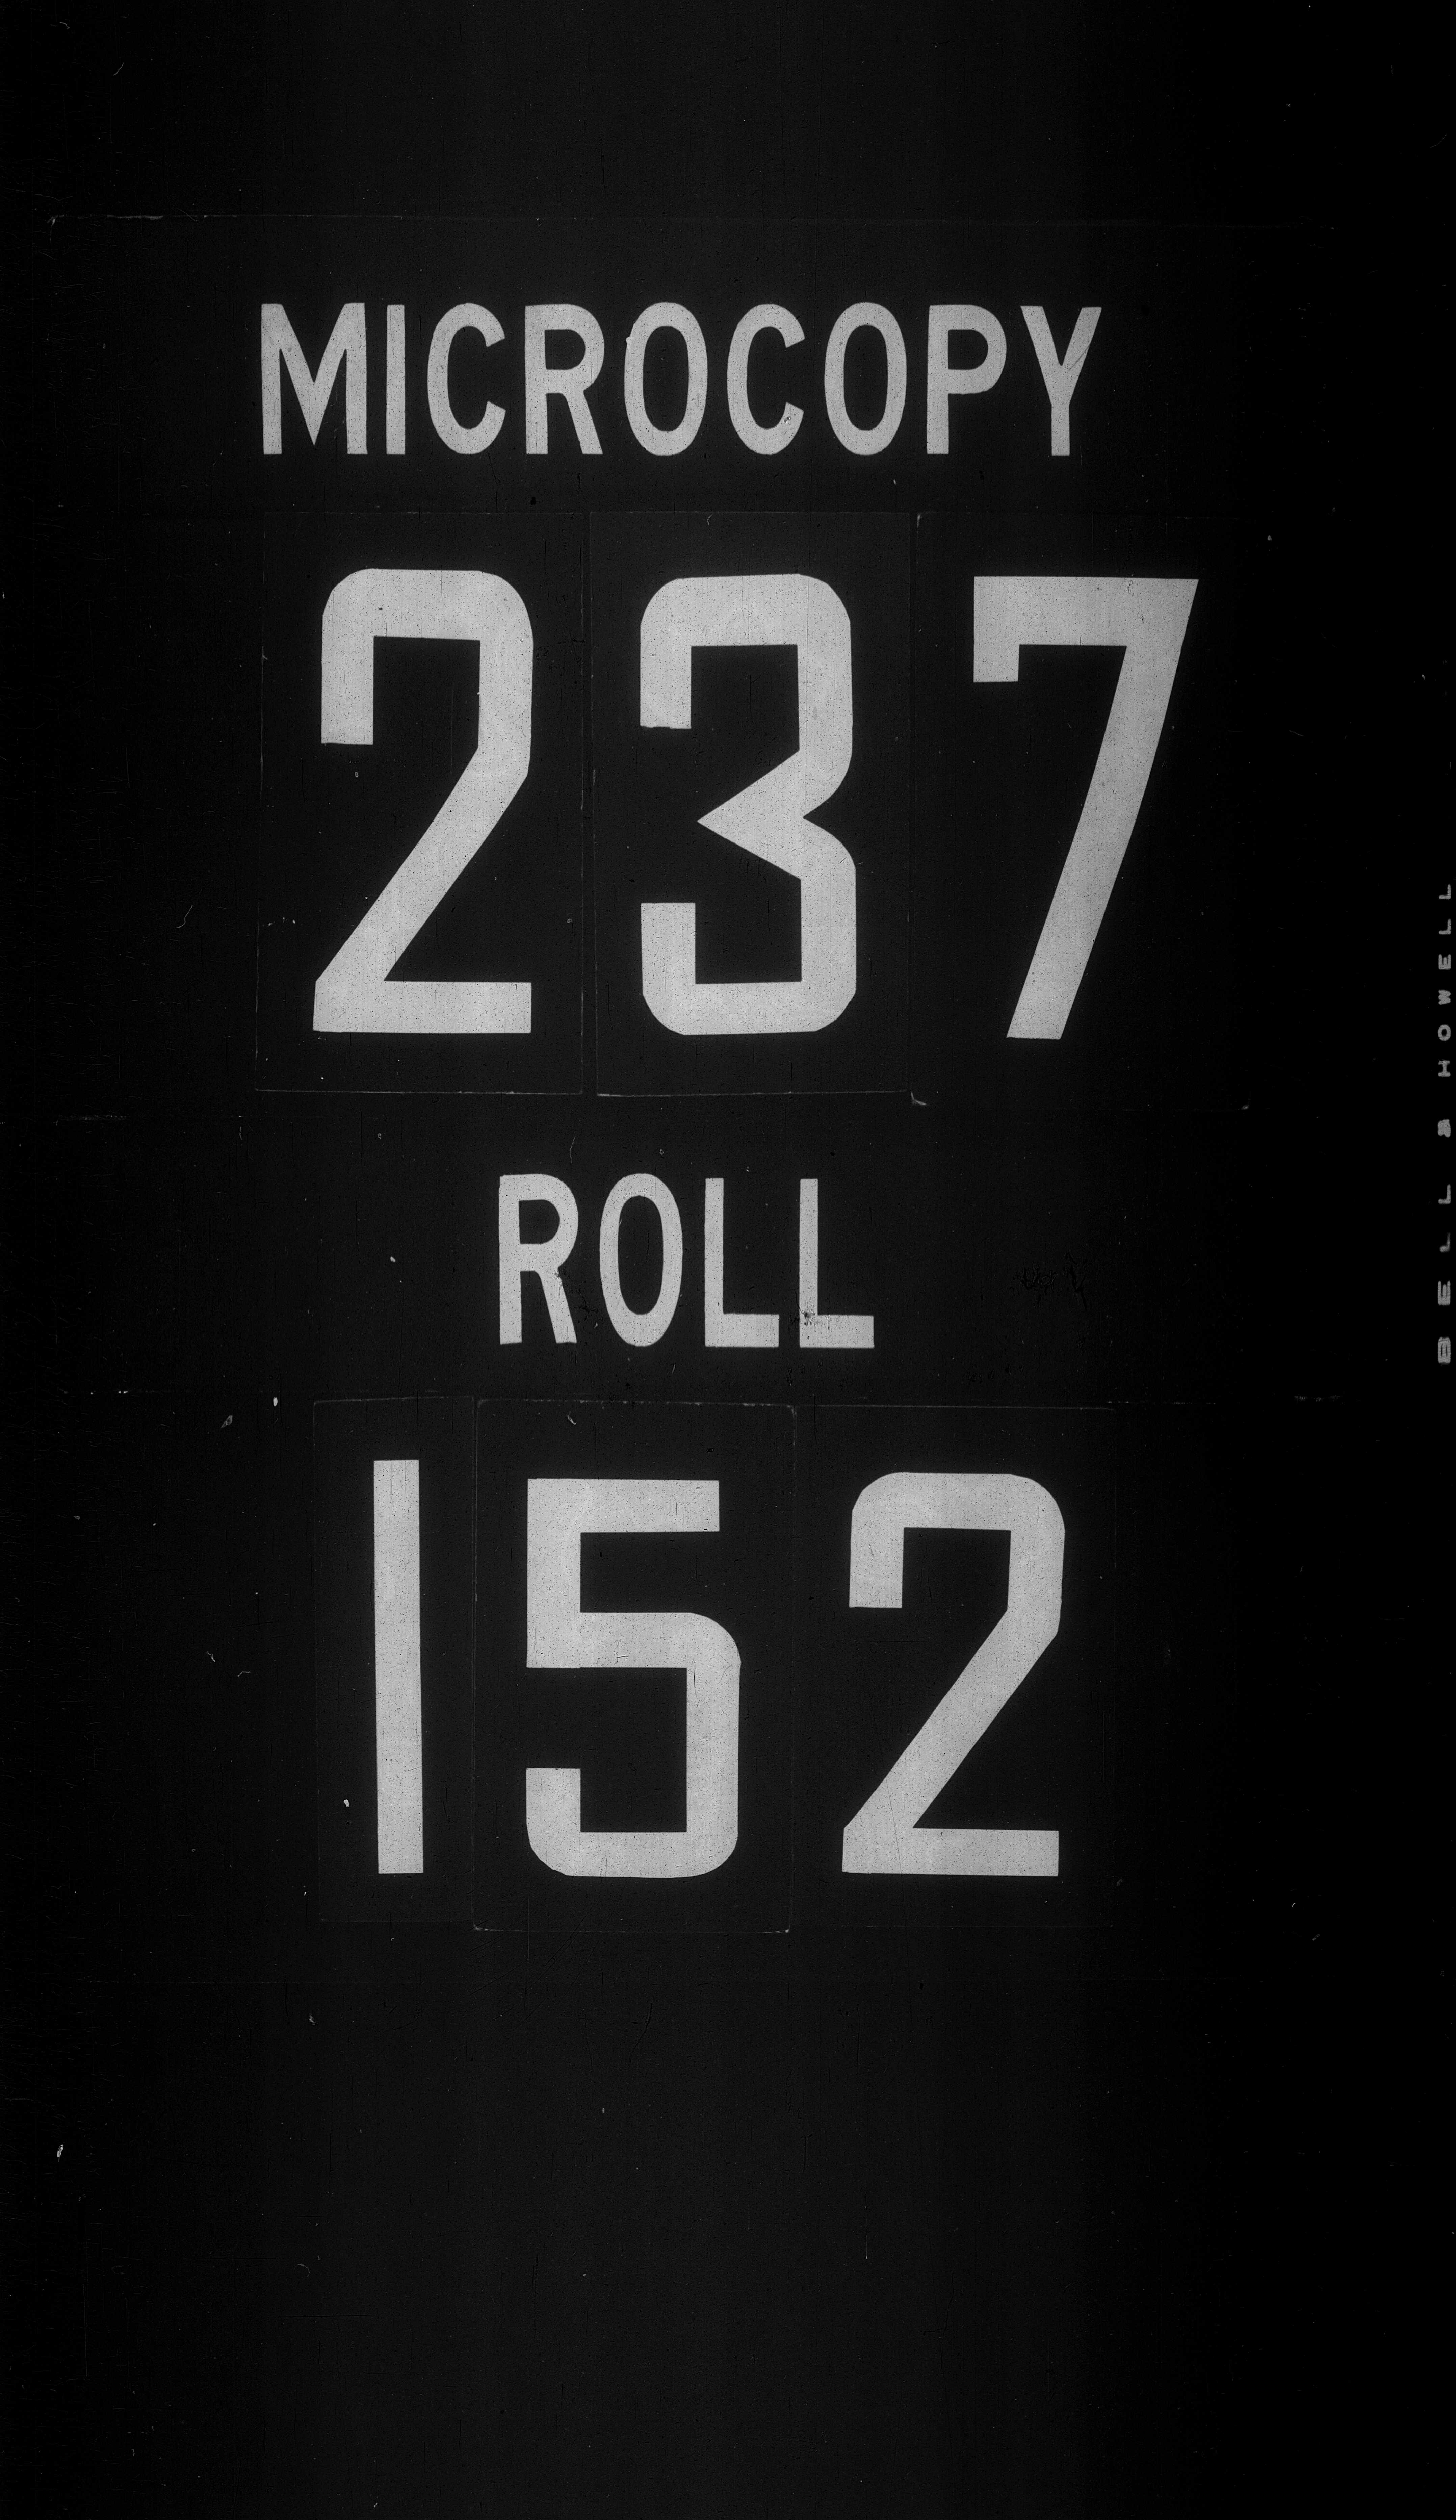 MICROCOPY
237
ROLL
152
BELL & HOWELL